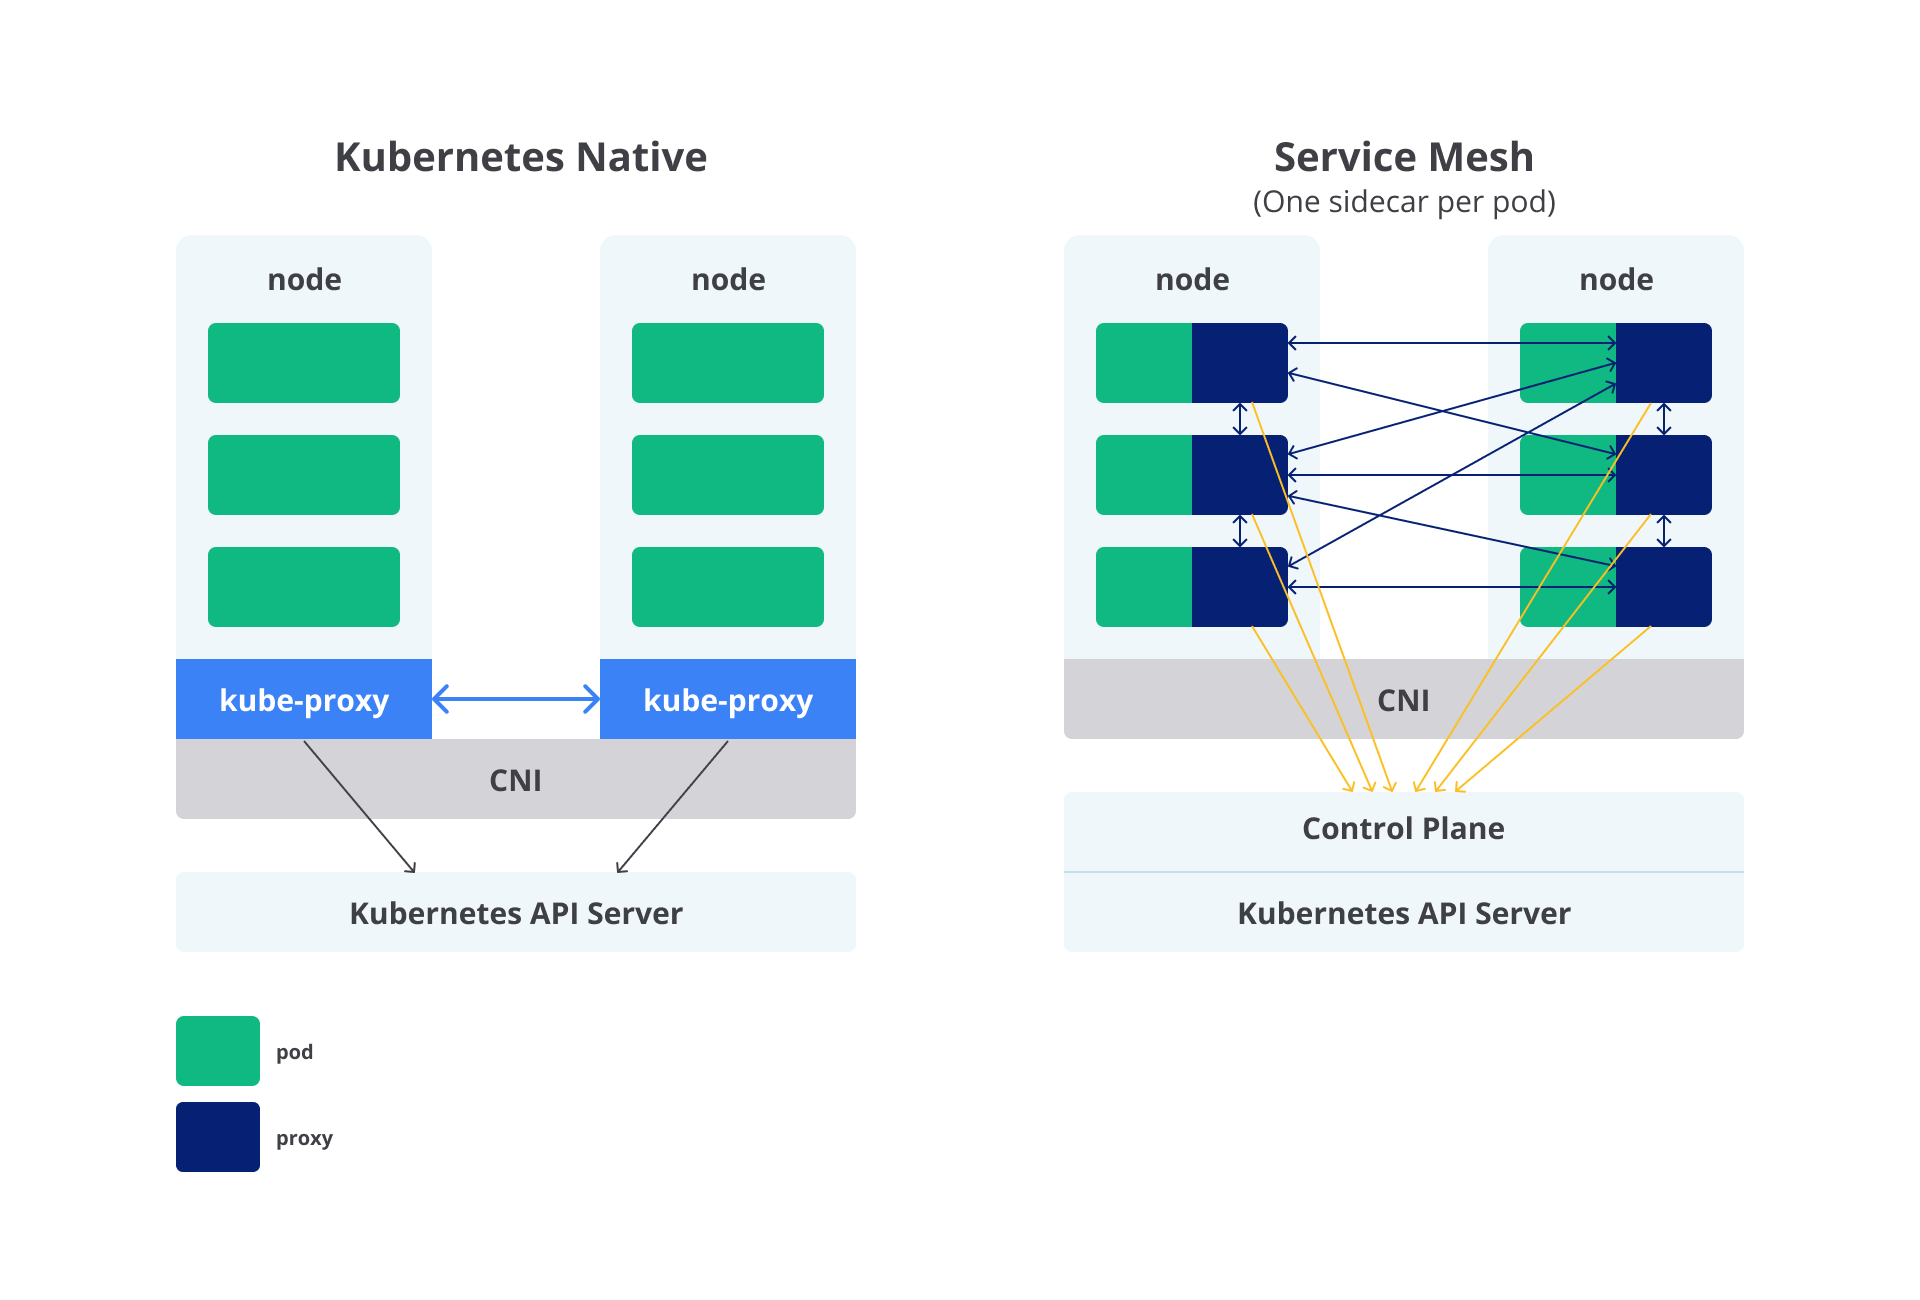 Kubernetes Native
node
node
kube-proxy
kube-proxy
CNI
Kubernetes API Server
pod
proxy
Service Mesh
(One sidecar per pod)
node
node
CNI
Control Plane
Kubernetes API Server